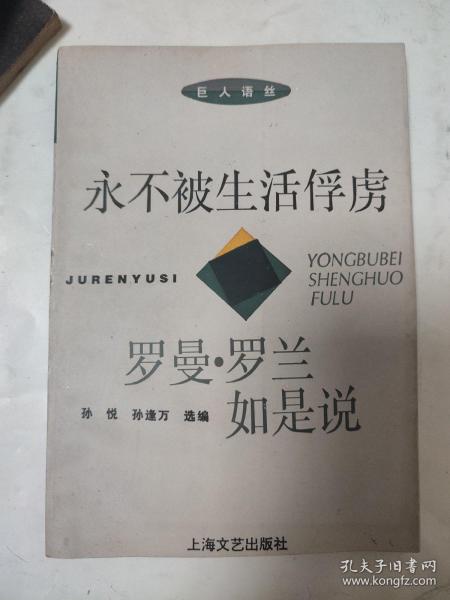 巨人语丝
永不被生活俘虏
JURENYUSI
YONGBUBEI
SHENGHUO
FULU
罗曼·罗兰
孙 悦 孙逢万 选编
如是说
上海文艺出版社
孔夫子旧书网
www.kongfz.com